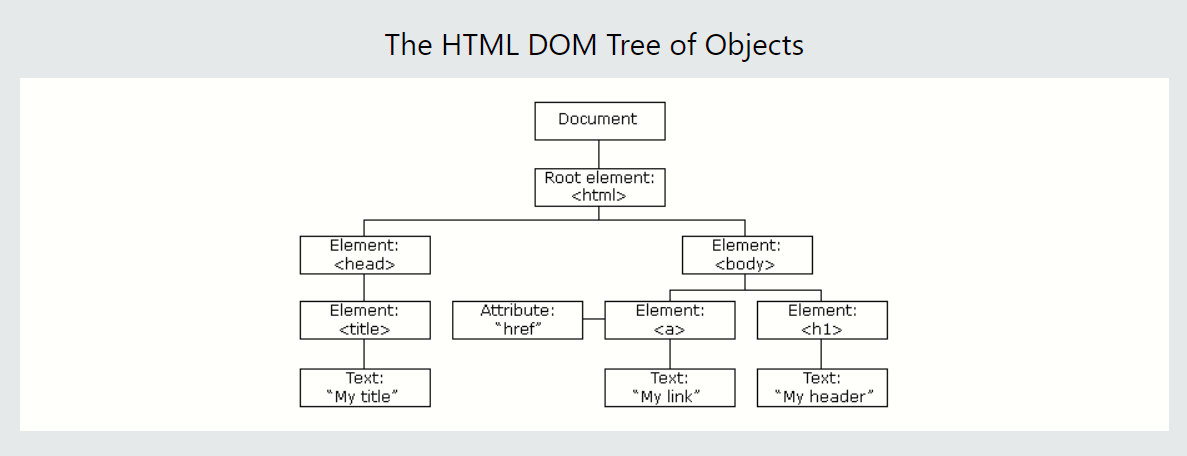 The HTML DOM Tree of Objects
Document
Root element:
<html>
Element:
<head>
Element:
<body>
Element:
<title>
Attribute:
“href”
Element:
<a>
Element:
<h1>
Text:
“My title”
Text:
“My link”
Text:
“My header”